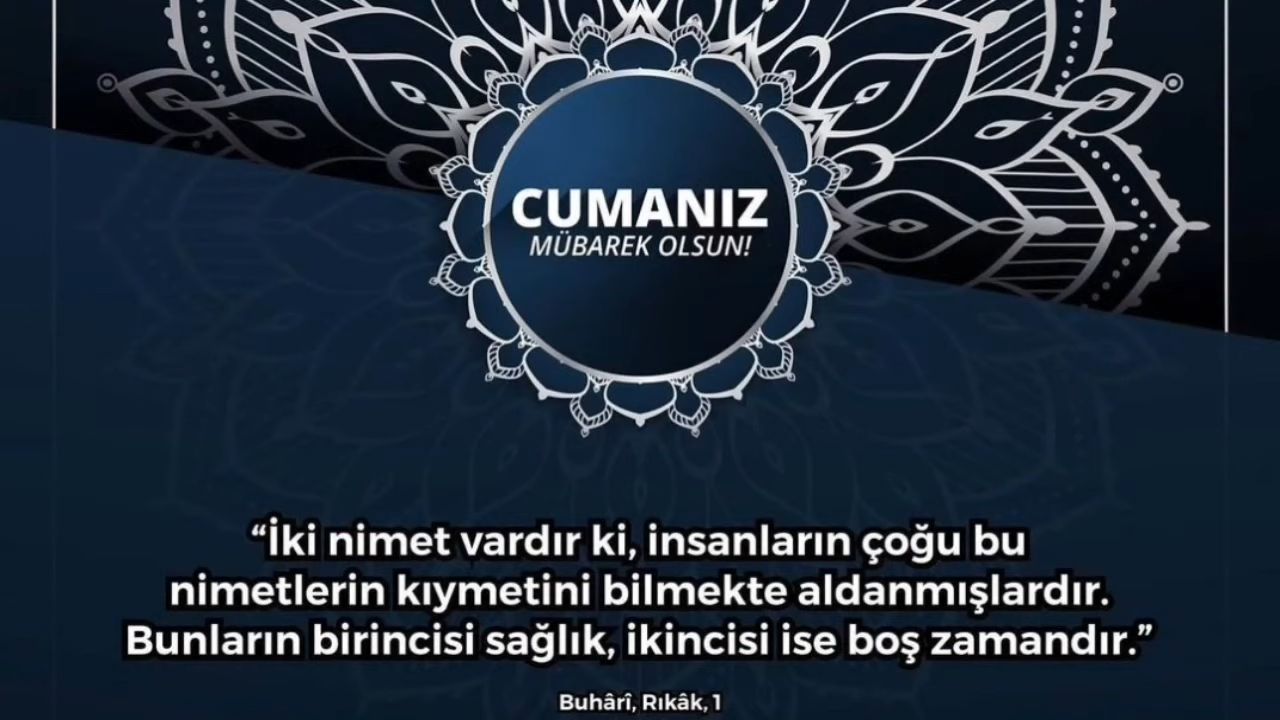 CUMANIZ
MÜBAREK OLSUN!
“İki nimet vardır ki, insanların çoğu bu
nimetlerin kıymetini bilmekte aldanmışlardır.
Bunların birincisi sağlık, ikincisi ise boş zamandır.”
Buhârî, Rıkâk, 1